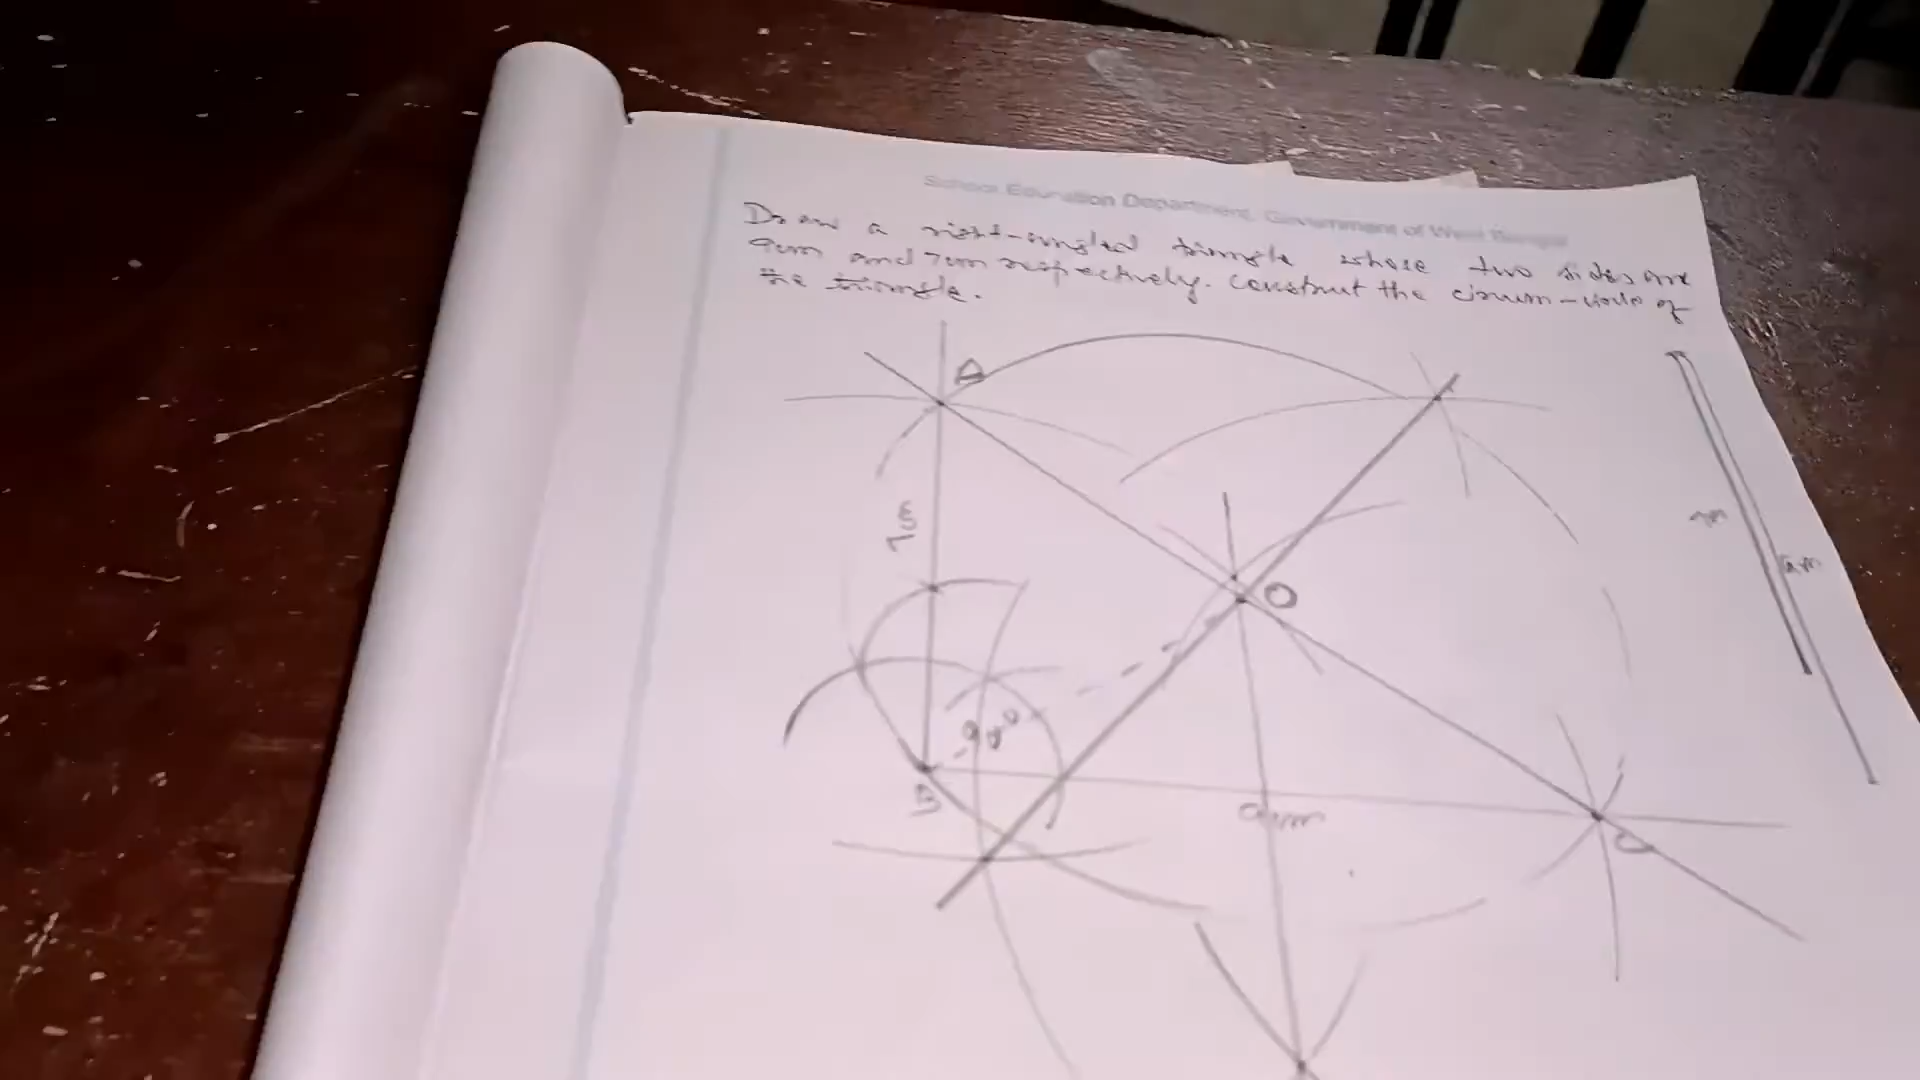 School Education Department, Government of West Bengal
Draw a right-angled triangle whose two sides are
9cm and 7cm respectively. Construct the circum-circle of
the triangle.
A
O
90°
B
9cm
C